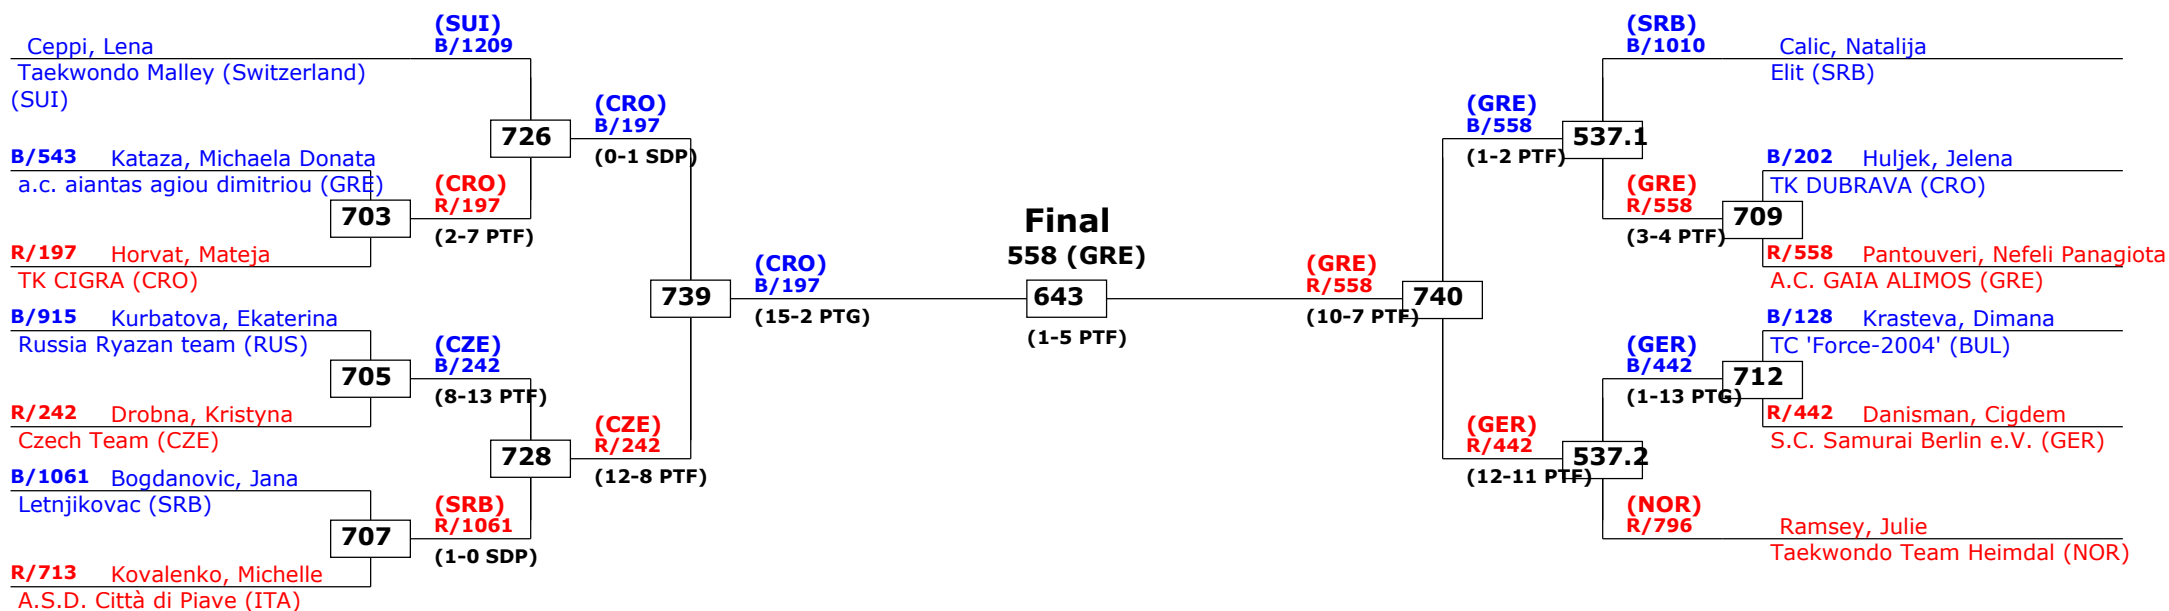 (SUI)
B/1209
Ceppi, Lena
Taekwondo Malley (Switzerland)
(SUI)
726
(CRO)
B/197
(0-1 SDP)
B/543 Kataza, Michaela Donata
a.c. aiantas agiou dimitriou (GRE)
703
(CRO)
R/197
(2-7 PTF)
R/197 Horvat, Mateja
TK CIGRA (CRO)
739
(CRO)
B/197
(15-2 PTG)
B/915 Kurbatova, Ekaterina
Russia Ryazan team (RUS)
705
(CZE)
B/242
(8-13 PTF)
R/242 Drobna, Kristyna
Czech Team (CZE)
728
(CZE)
R/242
(12-8 PTF)
B/1061 Bogdanovic, Jana
Letnjikovac (SRB)
707
(SRB)
R/1061
(1-0 SDP)
R/713 Kovalenko, Michelle
A.S.D. Città di Piave (ITA)
Final
558 (GRE)
643
(1-5 PTF)
(SRB)
B/1010
Calic, Natalija
Elit (SRB)
(GRE)
B/558
(1-2 PTF)
537.1
B/202 Huljek, Jelena
TK DUBRAVA (CRO)
(GRE)
R/558
(3-4 PTF)
709
R/558 Pantouveri, Nefeli Panagiota
A.C. GAIA ALIMOS (GRE)
(GRE)
R/558
(10-7 PTF)
740
B/128 Krasteva, Dimana
TC 'Force-2004' (BUL)
(GER)
B/442
(1-13 PTG)
712
R/442 Danisman, Cigdem
S.C. Samurai Berlin e.V. (GER)
(GER)
R/442
(12-11 PTF)
537.2
(NOR)
R/796
Ramsey, Julie
Taekwondo Team Heimdal (NOR)